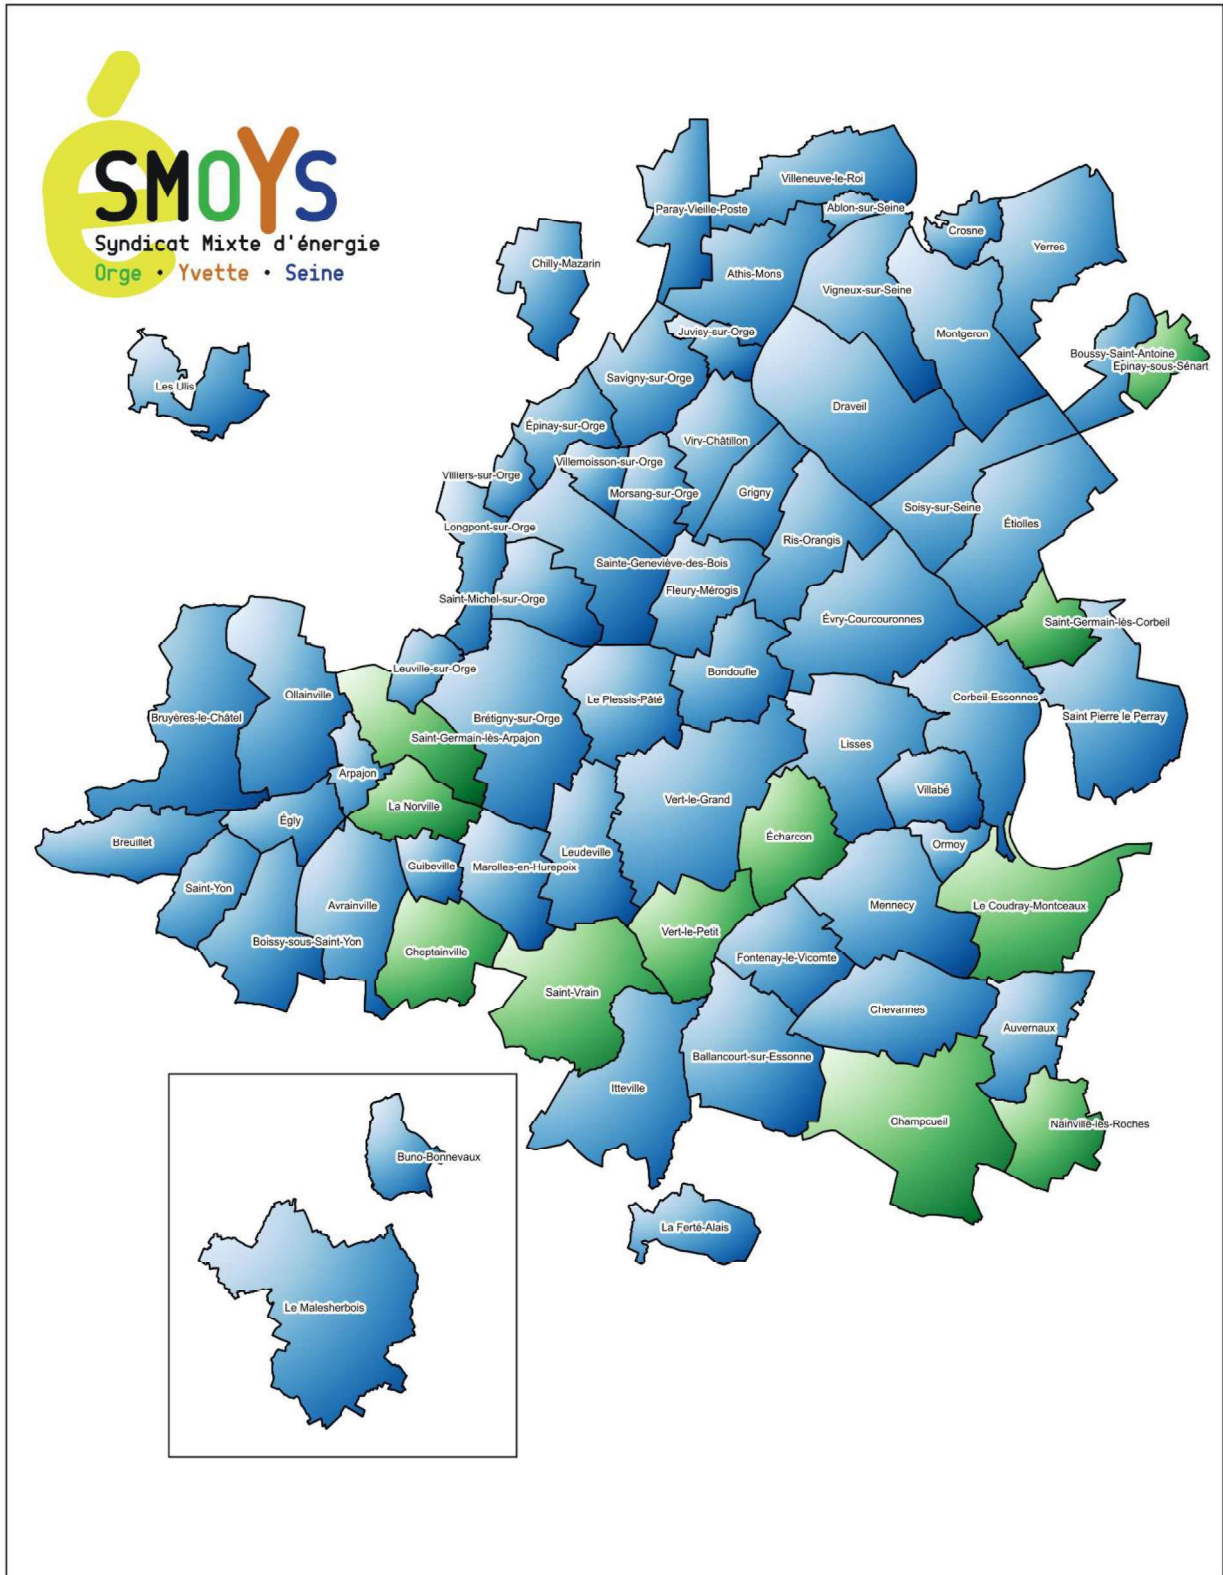 é
SMOYS
Syndicat Mixte d'énergie
Orge • Yvette • Seine
Villeneuve-le-Roi
Paray-Vieille-Poste
Ablon-sur-Seine
Crosne
Yerres
Chilly-Mazarin
Athis-Mons
Vigneux-sur-Seine
Juvisy-sur-Orge
Montgeron
Boussy-Saint-Antoine
Epinay-sous-Sénart
Les Ulis
Savigny-sur-Orge
Draveil
Épinay-sur-Orge
Viry-Châtillon
Villemoisson-sur-Orge
Villiers-sur-Orge
Morsang-sur-Orge
Grigny
Soisy-sur-Seine
Étiolles
Longpont-sur-Orge
Ris-Orangis
Sainte-Geneviève-des-Bois
Fleury-Mérogis
Saint-Michel-sur-Orge
Évry-Courcouronnes
Saint-Germain-lès-Corbeil
Leuville-sur-Orge
Bondoufle
Ollainville
Le Plessis-Pâté
Corbeil-Essonnes
Bruyères-le-Châtel
Brétigny-sur-Orge
Saint Pierre le Perray
Saint-Germain-lès-Arpajon
Lisses
Arpajon
Villabé
Vert-le-Grand
La Norville
Égly
Écharcon
Breuillet
Ormoy
Leudeville
Guibeville
Marolles-en-Hurepoix
Saint-Yon
Avrainville
Mennecy
Le Coudray-Montceaux
Vert-le-Petit
Boissy-sous-Saint-Yon
Cheptainville
Fontenay-le-Vicomte
Saint-Vrain
Chevannes
Auvernaux
Ballancourt-sur-Essonne
Itteville
Champcueil
Nainville-les-Roches
Buno-Bonnevaux
La Ferté-Alais
Le Malesherbois